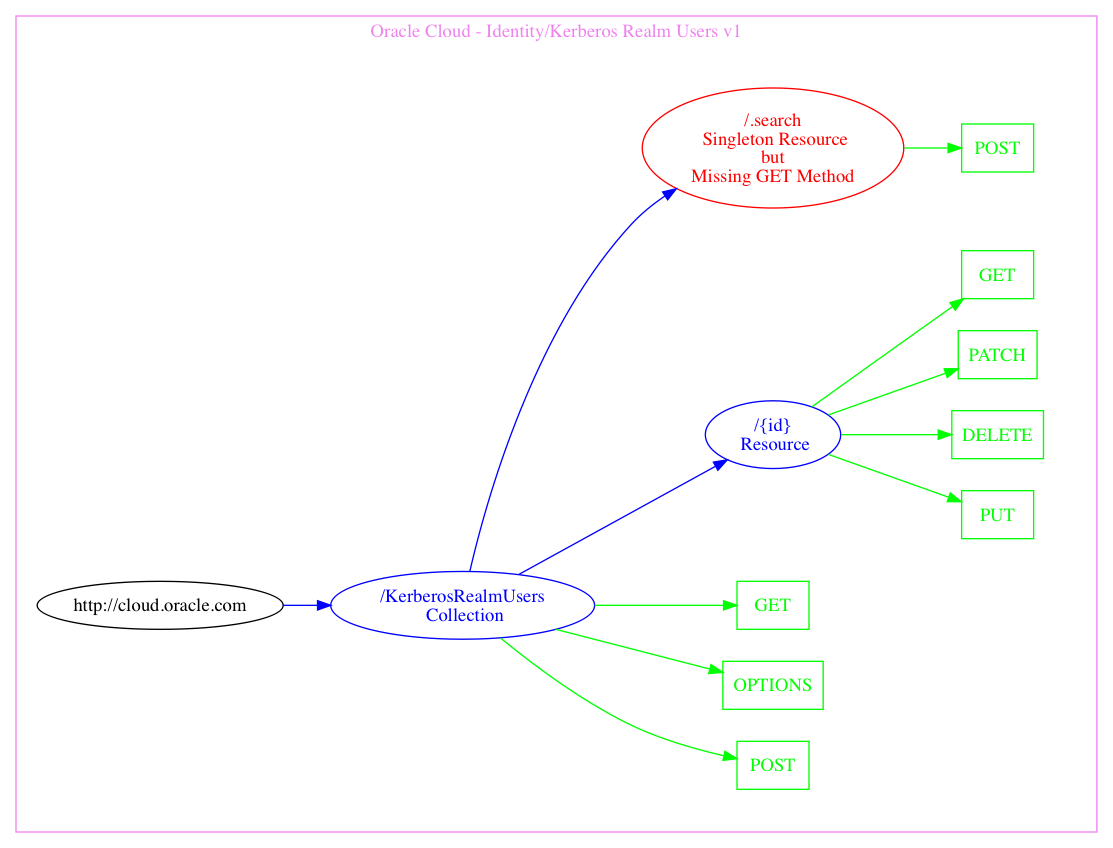 Oracle Cloud - Identity/Kerberos Realm Users v1
/.search
Singleton Resource
but
Missing GET Method
POST
GET
PATCH
/{id}
Resource
DELETE
PUT
http://cloud.oracle.com
/KerberosRealmUsers
Collection
GET
OPTIONS
POST